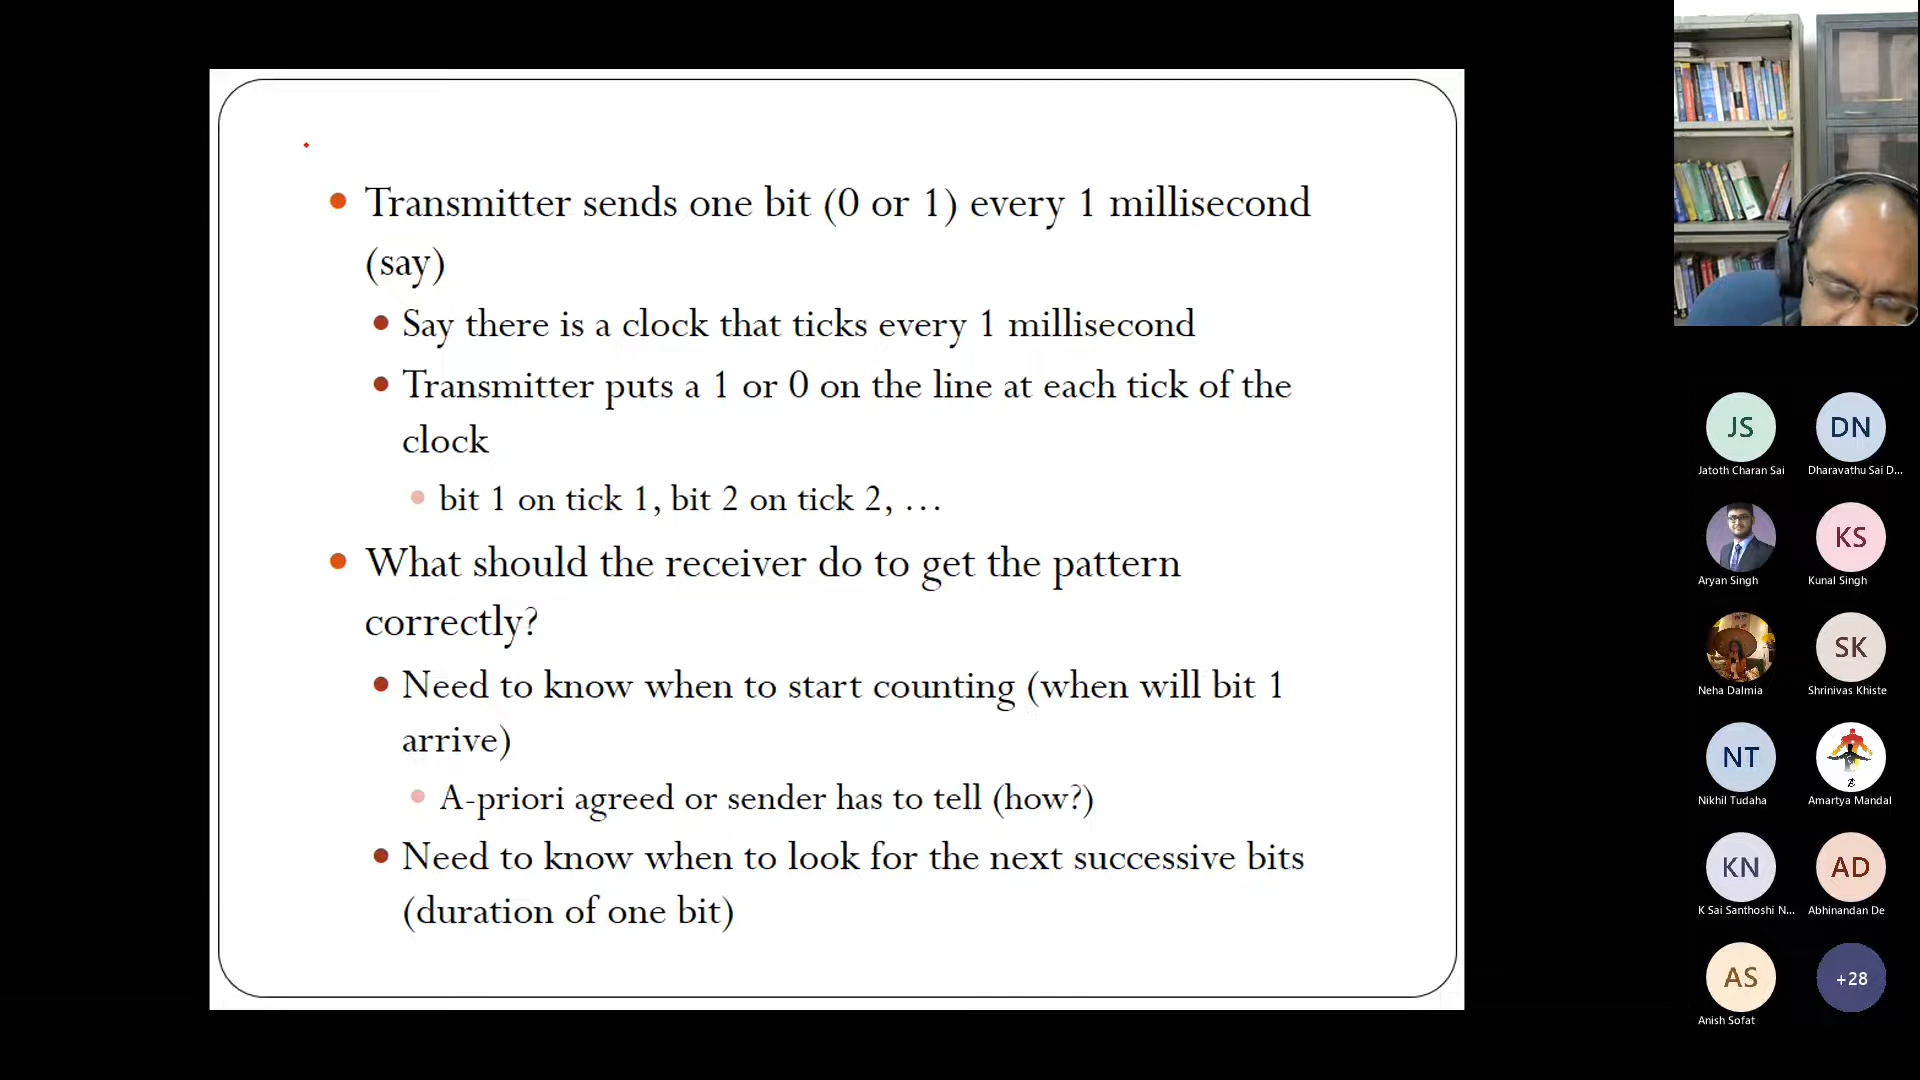 Transmitter sends one bit (0 or 1) every 1 millisecond
(say)
Say there is a clock that ticks every 1 millisecond
Transmitter puts a 1 or 0 on the line at each tick of the
clock
bit 1 on tick 1, bit 2 on tick 2, …
What should the receiver do to get the pattern
correctly?
Need to know when to start counting (when will bit 1
arrive)
A-priori agreed or sender has to tell (how?)
Need to know when to look for the next successive bits
(duration of one bit)
JS
DN
Jatoth Charan Sai
Dharavathu Sai D...
KS
Aryan Singh
Kunal Singh
SK
Neha Dalmia
Shrinivas Khiste
NT
Nikhil Tudaha
Amartya Mandal
KN
AD
K Sai Santhoshi N...
Abhinandan De
AS
+28
Anish Sofat